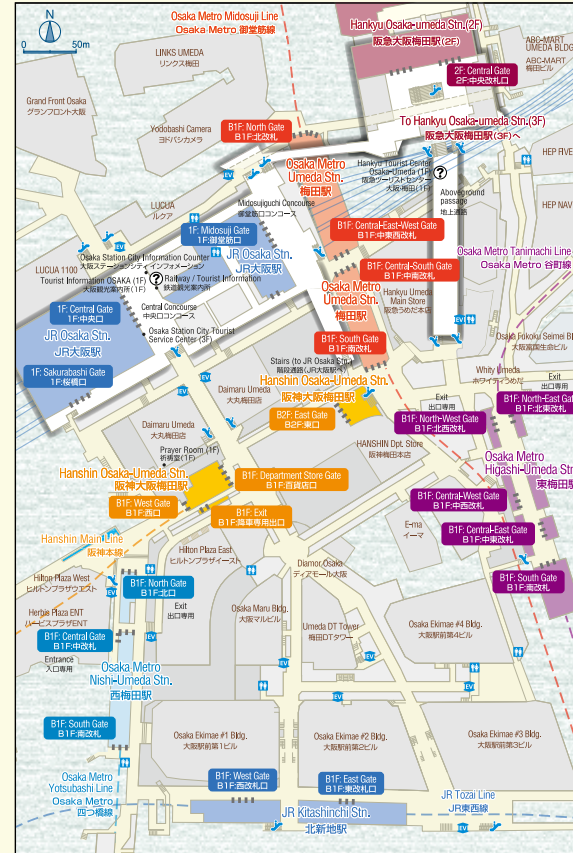 N
0 50m
Osaka Metro Midosuji Line
Osaka Metro 御堂筋線
Hankyu Osaka-umeda Stn.(2F)
阪急大阪梅田駅(2F)
ABC-MART
UMEDA BLDG
ABC-MART
梅田ビル
LINKS UMEDA
リンクス梅田
2F: Central Gate
2F:中央改札口
Grand Front Osaka
グランフロント大阪
Yodobashi Camera
ヨドバシカメラ
B1F: North Gate
B1F:北改札
To Hankyu Osaka-umeda Stn.(3F)
阪急大阪梅田駅(3F)へ
HEP FIVE
Osaka Metro
Umeda Stn.
梅田駅
Hankyu Tourist Center
Osaka-Umeda (1F)
阪急ツーリストセンター
大阪・梅田(1F)
?
LUCUA
ルクア
Midosujiguchi Concourse
御堂筋口コンコース
Aboveground
passage
地上通路
HEP NAV
1F: Midosuji Gate
1F:御堂筋口
B1F: Central-East-West Gate
B1F:中東西改札
JR Osaka Stn.
JR大阪駅
Osaka Metro Tanimachi Line
Osaka Metro 谷町線
Osaka Station City Information Counter
大阪ステーションシティインフォメーション
LUCUA 1100
Tourist Information OSAKA (1F)
大阪観光案内所(1F)
?
Railway / Tourist Information
鉄道観光案内所
B1F: Central-South Gate
B1F:中南改札
Osaka Metro
Umeda Stn.
梅田駅
Hankyu Umeda
Main Store
阪急うめだ本店
1F: Central Gate
1F:中央口
Central Concourse
中央口コンコース
JR Osaka Stn.
JR大阪駅
Osaka Station City Tourist
Service Center (3F)
B1F: South Gate
B1F:南改札
EV
Osaka Fukoku Seimei B
大阪富国生命ビル
1F: Sakurabashi Gate
1F:桜橋口
Stairs (to JR Osaka Stn.)
階段通路(JR大阪駅へ)
Hanshin Osaka-Umeda Stn.
阪神大阪梅田駅
Whity Umeda
ホワイティうめだ
Exit
出口専用
Daimaru Umeda
大丸梅田店
Exit
出口専用
B1F: North-East Gat
B1F:北東改札
B2F: East Gate
B2F:東口
B1F: North-West Gate
B1F:北西改札
Daimaru Umeda
大丸梅田店
HANSHIN Dpt. Store
阪神梅田本店
Osaka Metro
Higashi-Umeda Stn
東梅田駅
Prayer Room (1F)
祈祷室(1F)
Hanshin Osaka-Umeda Stn.
阪神大阪梅田駅
B1F: Department Store Gate
B1F:百貨店口
B1F: Central-West Gate
B1F:中西改札
B1F: West Gate
B1F:西口
B1F: Exit
B1F:降車専用出口
E-ma
イーマ
B1F: Central-East Gate
B1F:中東改札
Hanshin Main Line
阪神本線
Hilton Plaza East
ヒルトンプラザイースト
Diamor Osaka
ディアモール大阪
EV
B1F: South Gate
B1F:南改札
Hilton Plaza West
ヒルトンプラザウエスト
B1F: North Gate
B1F:北口
Exit
出口専用
Herbis Plaza ENT
ハービスプラザENT
Osaka Maru Bldg.
大阪マルビル
Umeda DT Tower
梅田DTタワー
Osaka Ekimae #4 Bldg.
大阪駅前第4ビル
B1F: Central Gate
B1F:中改札
EV
Entrance
入口専用
EV
Osaka Metro
Nishi-Umeda Stn.
西梅田駅
EV
EV
B1F: South Gate
B1F:南改札
Osaka Ekimae #1 Bldg.
大阪駅前第1ビル
Osaka Ekimae #2 Bldg.
大阪駅前第2ビル
Osaka Ekimae #3 Bldg.
大阪駅前第3ビル
Osaka Metro
Yotsubashi Line
Osaka Metro
四つ橋線
B1F: West Gate
B1F:西改札口
B1F: East Gate
B1F:東改札口
JR Tozai Line
JR東西線
JR Kitashinchi Stn.
北新地駅
EV